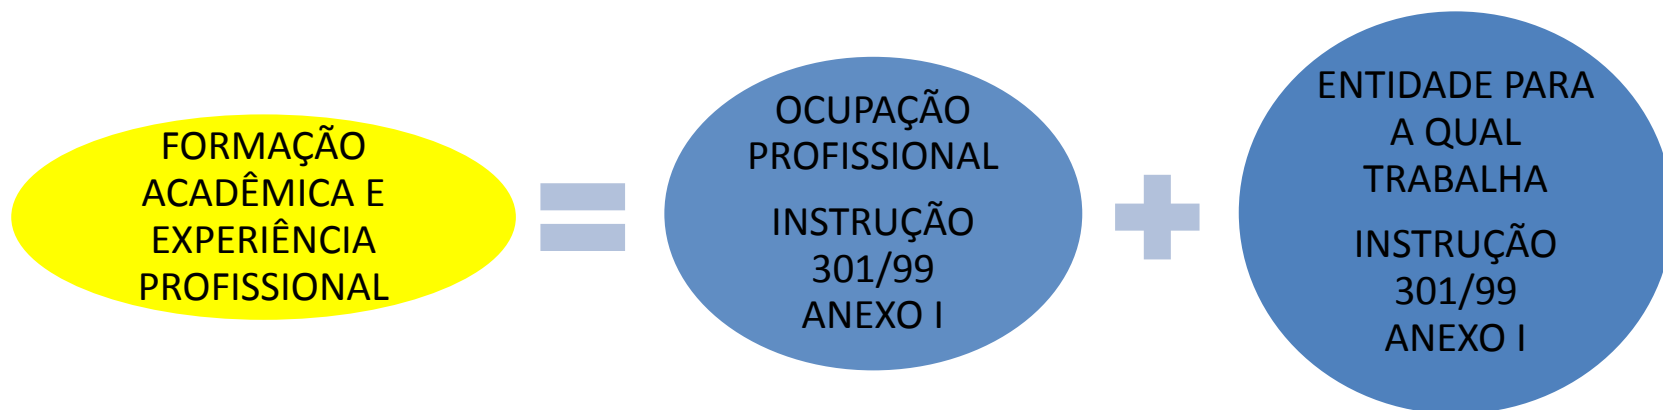 FORMAÇÃO
ACADÊMICA E
EXPERIÊNCIA
PROFISSIONAL
OCUPAÇÃO
PROFISSIONAL
INSTRUÇÃO
301/99
ANEXO I
ENTIDADE PARA
A QUAL
TRABALHA
INSTRUÇÃO
301/99
ANEXO I